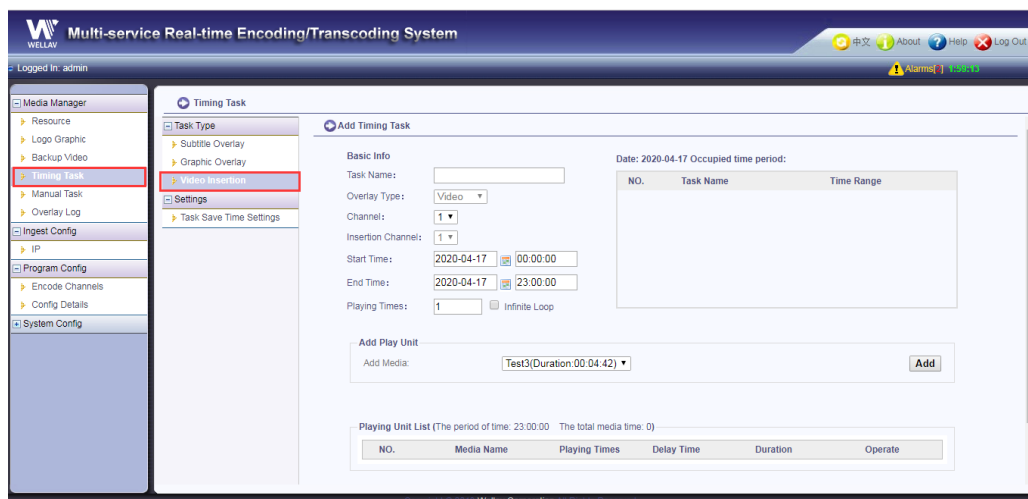 WELLAV
Multi-service Real-time Encoding/Transcoding System
中文 About Help Log Out
Logged In: admin
Alarms[ ] 1:59:13
Media Manager
Resource
Logo Graphic
Backup Video
Timing Task
Manual Task
Overlay Log
Ingest Config
IP
Program Config
Encode Channels
Config Details
System Config
Timing Task
Task Type
Subtitle Overlay
Graphic Overlay
Video Insertion
Settings
Task Save Time Settings
Add Timing Task
Basic Info
Task Name:
Overlay Type: Video
Channel: 1
Insertion Channel: 1
Start Time: 2020-04-17 00:00:00
End Time: 2020-04-17 23:00:00
Playing Times: 1 Infinite Loop
Date: 2020-04-17 Occupied time period:
NO. Task Name Time Range
Add Play Unit
Add Media: Test3(Duration:00:04:42) Add
Playing Unit List (The period of time: 23:00:00 The total media time: 0)
NO. Media Name Playing Times Delay Time Duration Operate